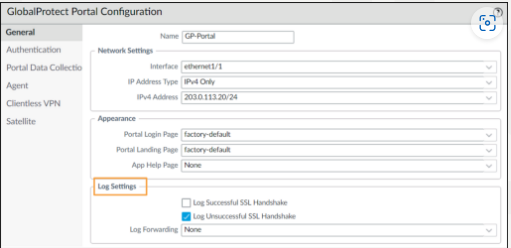 GlobalProtect Portal Configuration
General
Authentication
Portal Data Collectio
Agent
Clientless VPN
Satellite
Name GP-Portal
Network Settings
Interface ethernet1/1
IP Address Type IPv4 Only
IPv4 Address 203.0.113.20/24
Appearance
Portal Login Page factory-default
Portal Landing Page factory-default
App Help Page None
Log Settings
Log Successful SSL Handshake
Log Unsuccessful SSL Handshake
Log Forwarding None